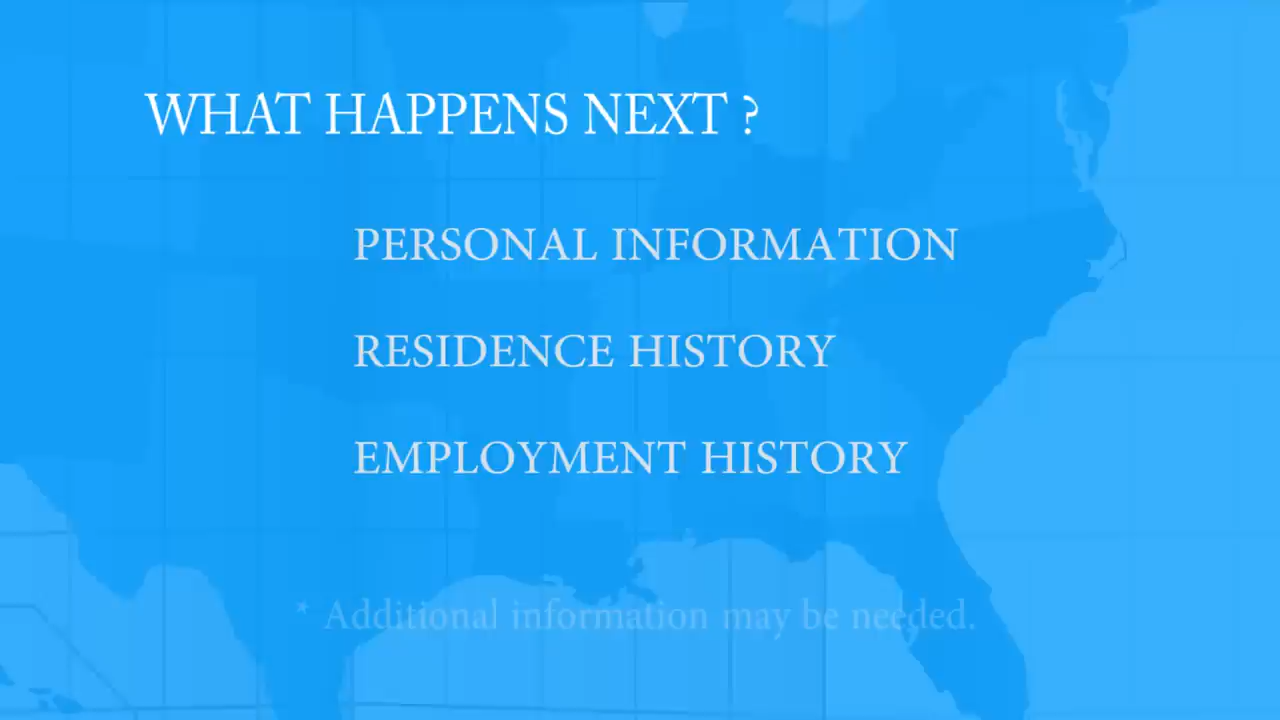 WHAT HAPPENS NEXT ?
PERSONAL INFORMATION
RESIDENCE HISTORY
EMPLOYMENT HISTORY
* Additional information may be needed.